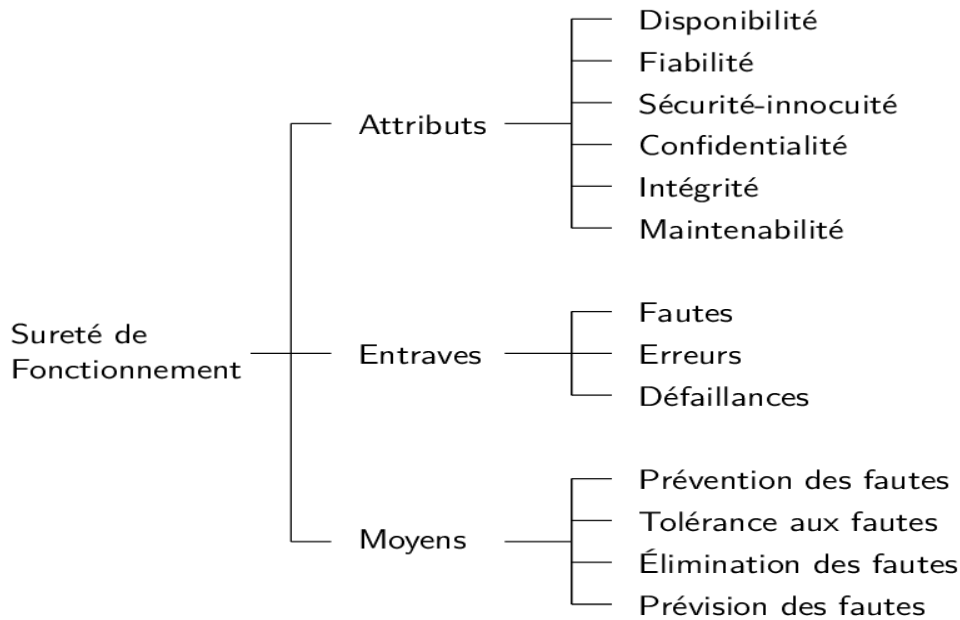 Disponibilité
Fiabilité
Sécurité-innocuité
Attributs
Confidentialité
Intégrité
Maintenabilité
Sureté de
Fonctionnement
Entraves
Fautes
Erreurs
Défaillances
Moyens
Prévention des fautes
Tolérance aux fautes
Élimination des fautes
Prévision des fautes